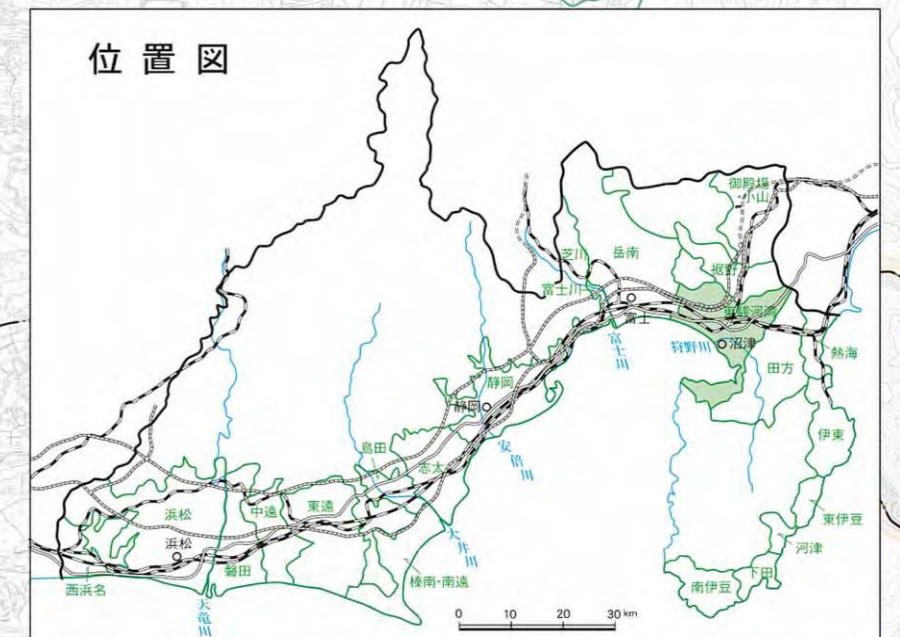 位置図
御殿場
・小山
芝川
岳南
裾野
富士川
富士
東駿河湾
狩野川
沼津
富士川
熱海
田方
静岡
静岡
伊東
島田
志太
安倍川
浜松
中遠
東遠
東伊豆
大井川
河津
浜松
磐田
榛南・南遠
下田
南伊豆
西浜名
天竜川
0 10 20 30 km